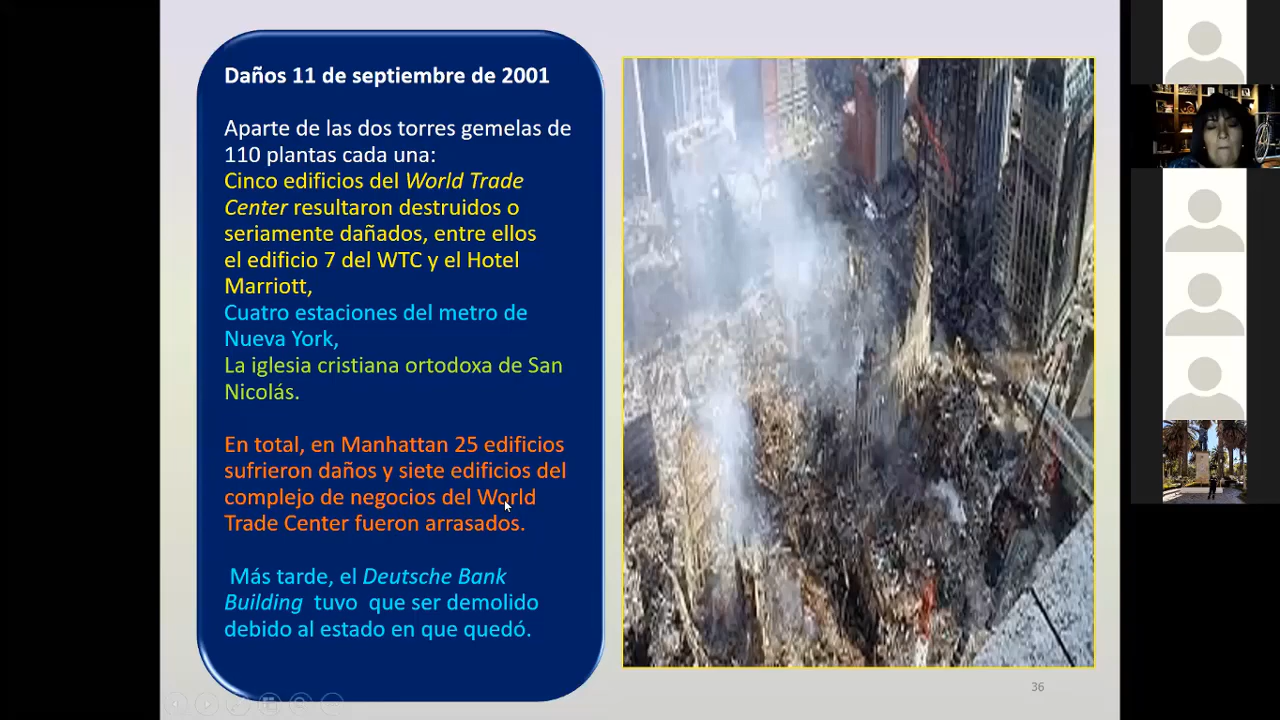 Daños 11 de septiembre de 2001
Aparte de las dos torres gemelas de
110 plantas cada una:
Cinco edificios del World Trade
Center resultaron destruidos o
seriamente dañados, entre ellos
el edificio 7 del WTC y el Hotel
Marriott,
Cuatro estaciones del metro de
Nueva York,
La iglesia cristiana ortodoxa de San
Nicolás.
En total, en Manhattan 25 edificios
sufrieron daños y siete edificios del
complejo de negocios del World
Trade Center fueron arrasados.
Más tarde, el Deutsche Bank
Building tuvo que ser demolido
debido al estado en que quedó.
36